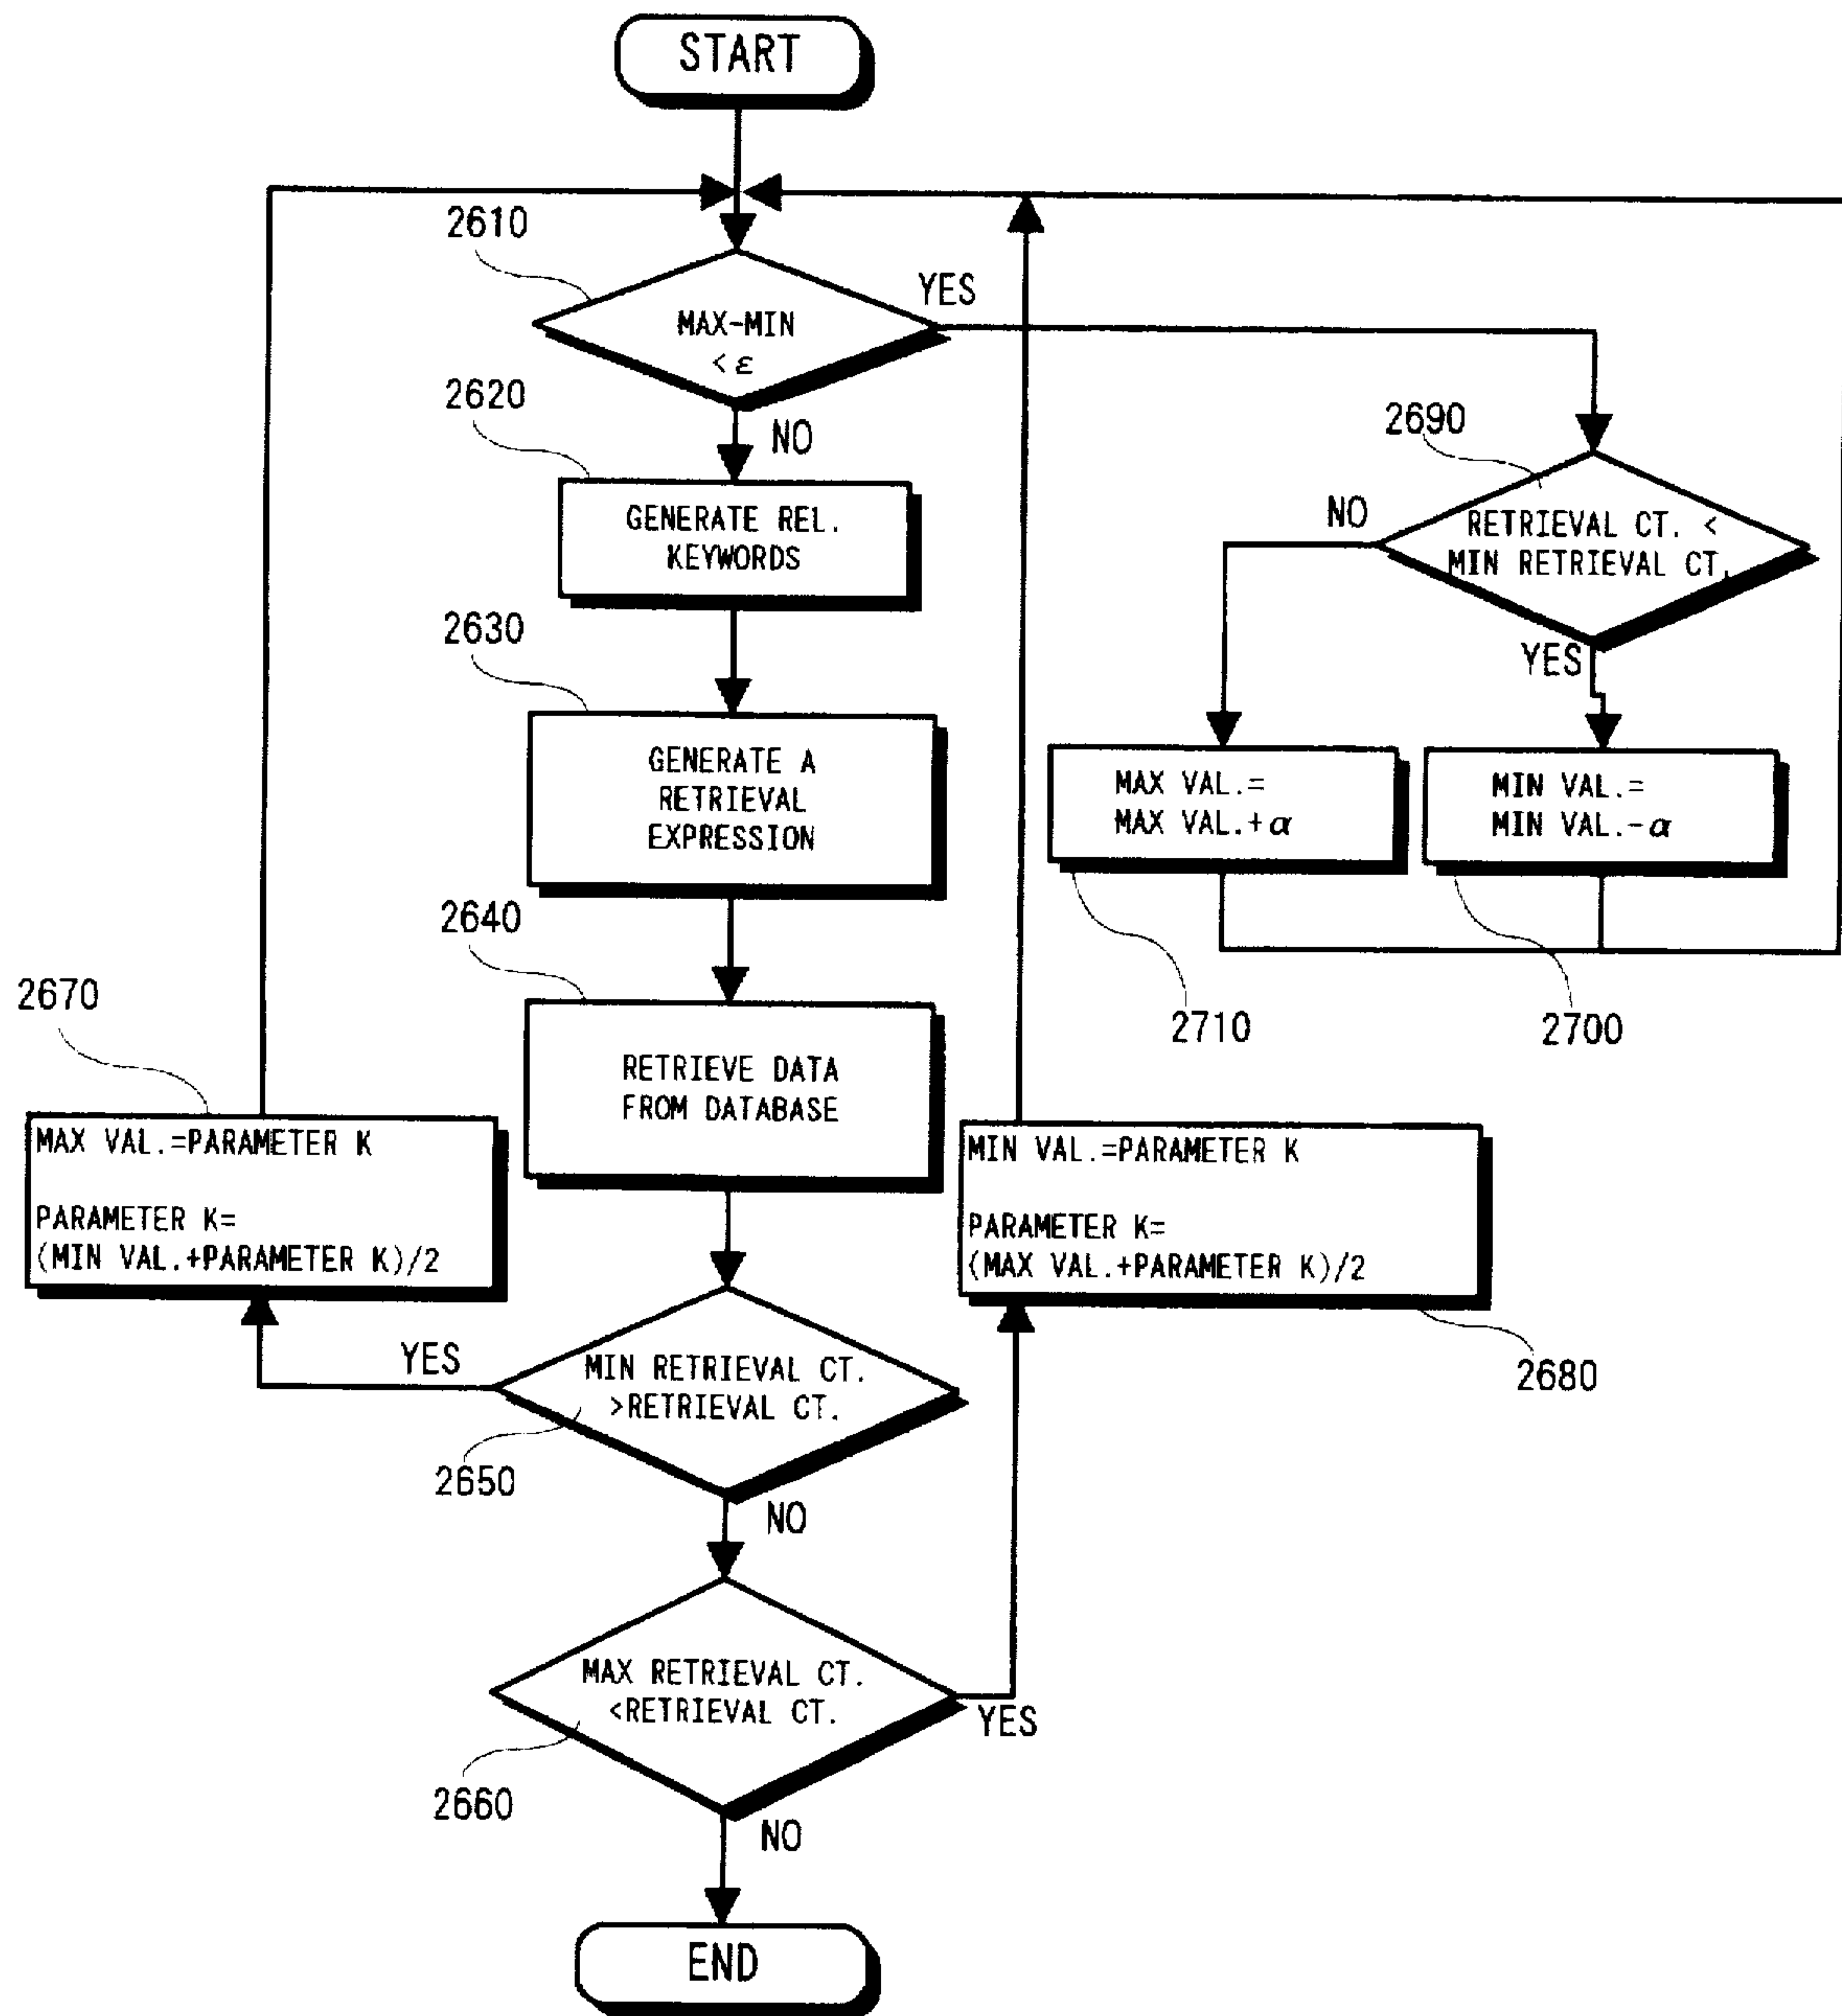 START
2610
YES
MAX-MIN
<ε
2620
NO
2690
GENERATE REL.
KEYWORDS
NO
RETRIEVAL CT. <
MIN RETRIEVAL CT.
2630
YES
GENERATE A
RETRIEVAL
EXPRESSION
MAX VAL.=
MAX VAL.+α
MIN VAL.=
MIN VAL.-α
2640
2670
2710
2700
RETRIEVE DATA
FROM DATABASE
MAX VAL.=PARAMETER K
PARAMETER K=
(MIN VAL.+PARAMETER K)/2
MIN VAL.=PARAMETER K
PARAMETER K=
(MAX VAL.+PARAMETER K)/2
YES
MIN RETRIEVAL CT.
>RETRIEVAL CT.
2680
2650
NO
MAX RETRIEVAL CT.
<RETRIEVAL CT.
YES
2660
NO
END